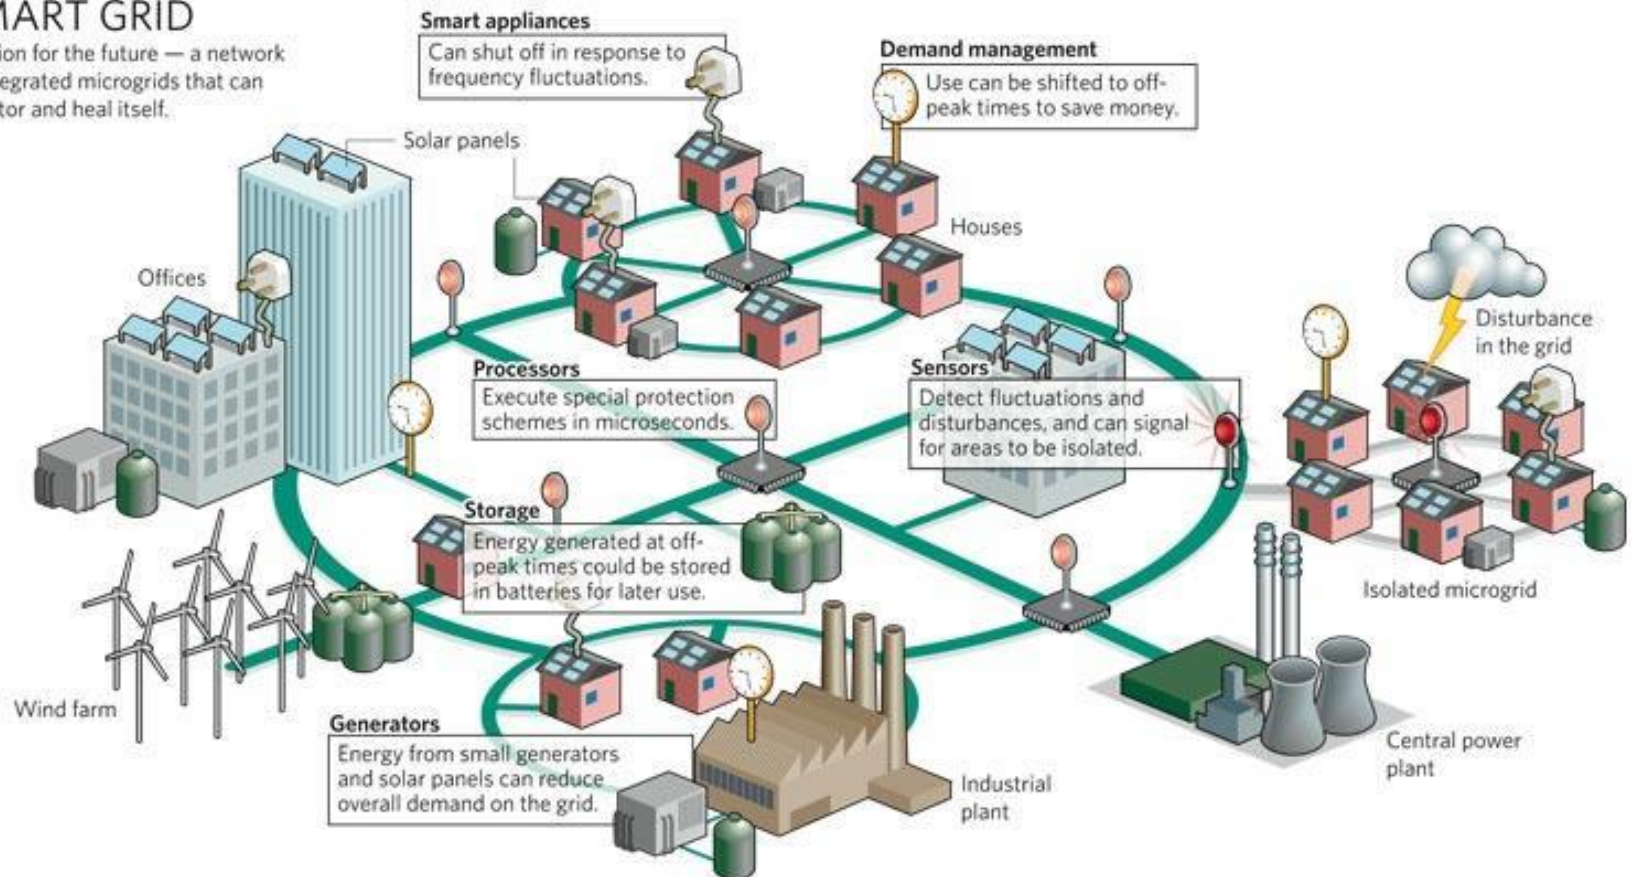 SMART GRID
ion for the future — a network
tegrated microgrids that can
tor and heal itself.
Smart appliances
Can shut off in response to
frequency fluctuations.
Demand management
Use can be shifted to off-
peak times to save money.
Solar panels
Houses
Offices
Disturbance
in the grid
Processors
Execute special protection
schemes in microseconds.
Sensors
Detect fluctuations and
disturbances, and can signal
for areas to be isolated.
Storage
Energy generated at off-
peak times could be stored
in batteries for later use.
Isolated microgrid
Wind farm
Generators
Energy from small generators
and solar panels can reduce
overall demand on the grid.
Industrial
plant
Central power
plant